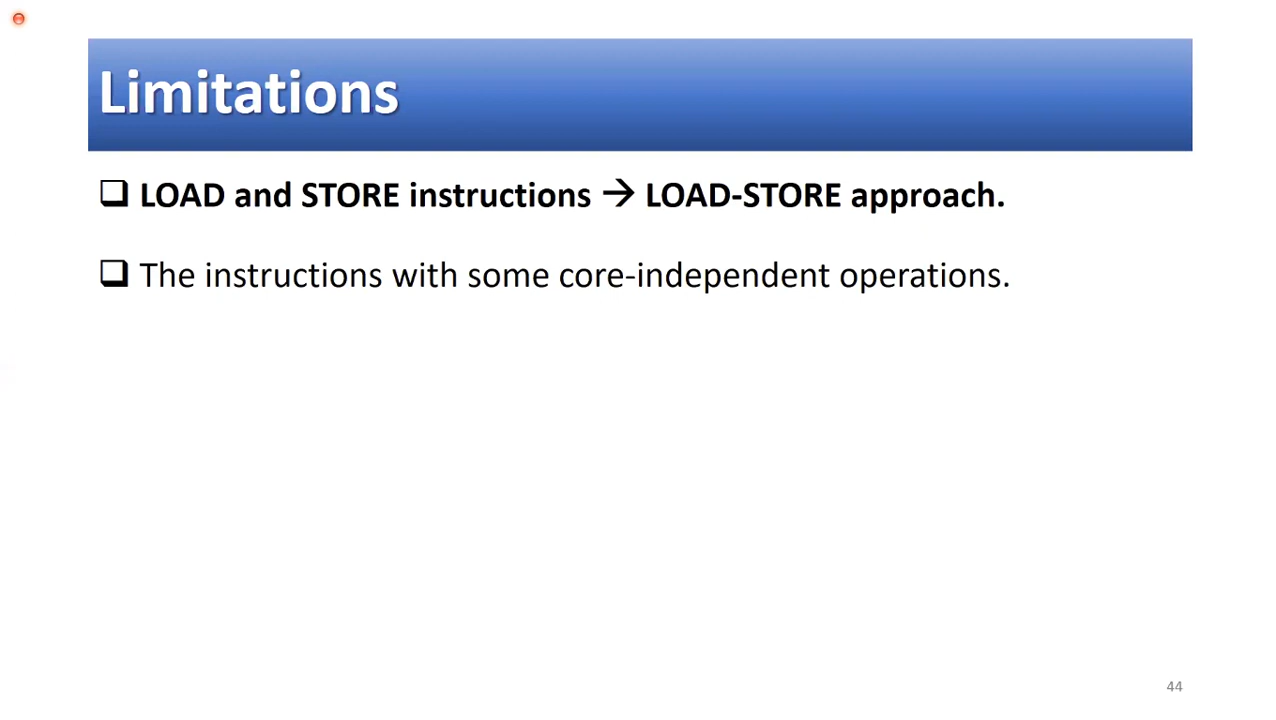 Limitations
❑ LOAD and STORE instructions → LOAD-STORE approach.
❑ The instructions with some core-independent operations.
44